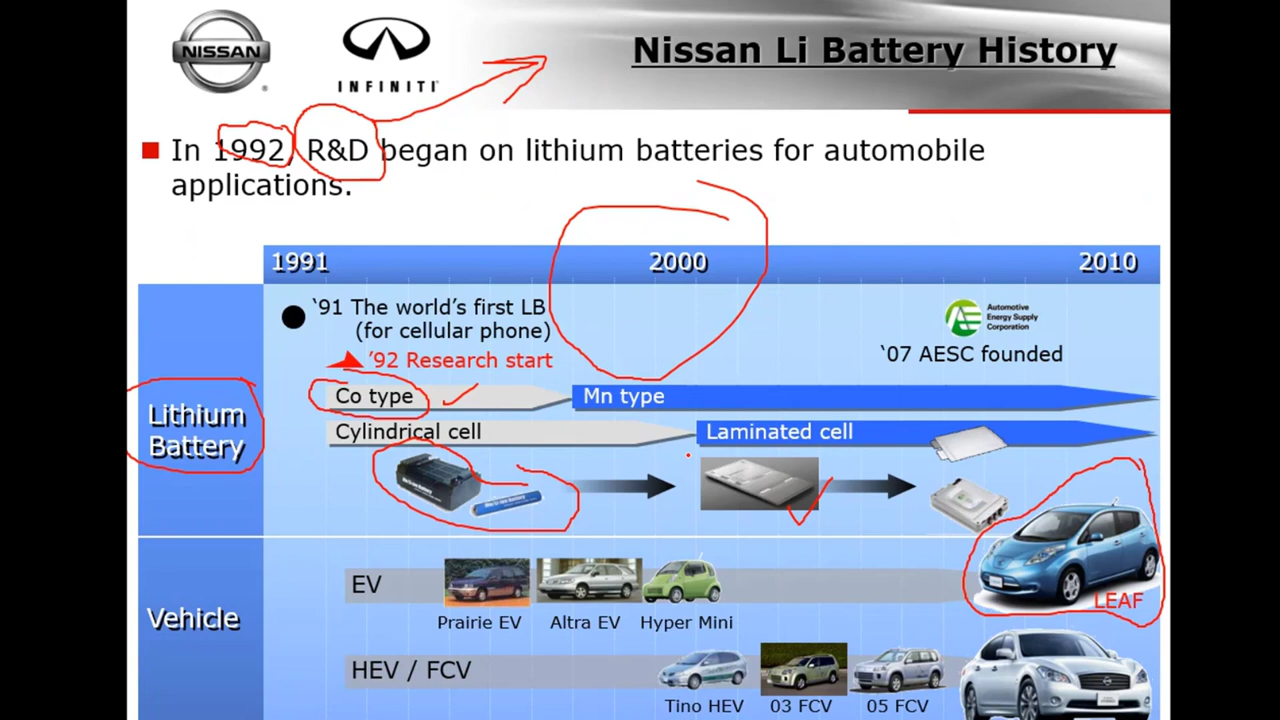 NISSAN
INFINITI
Nissan Li Battery History
In 1992, R&D began on lithium batteries for automobile
applications.
1991 2000 2010
‘91 The world’s first LB
(for cellular phone)
Automotive
Energy Supply
Corporation
’92 Research start
‘07 AESC founded
Lithium
Battery
Co type Mn type
Cylindrical cell Laminated cell
Vehicle
EV
LEAF
Prairie EV Altra EV Hyper Mini
HEV / FCV
Tino HEV 03 FCV 05 FCV